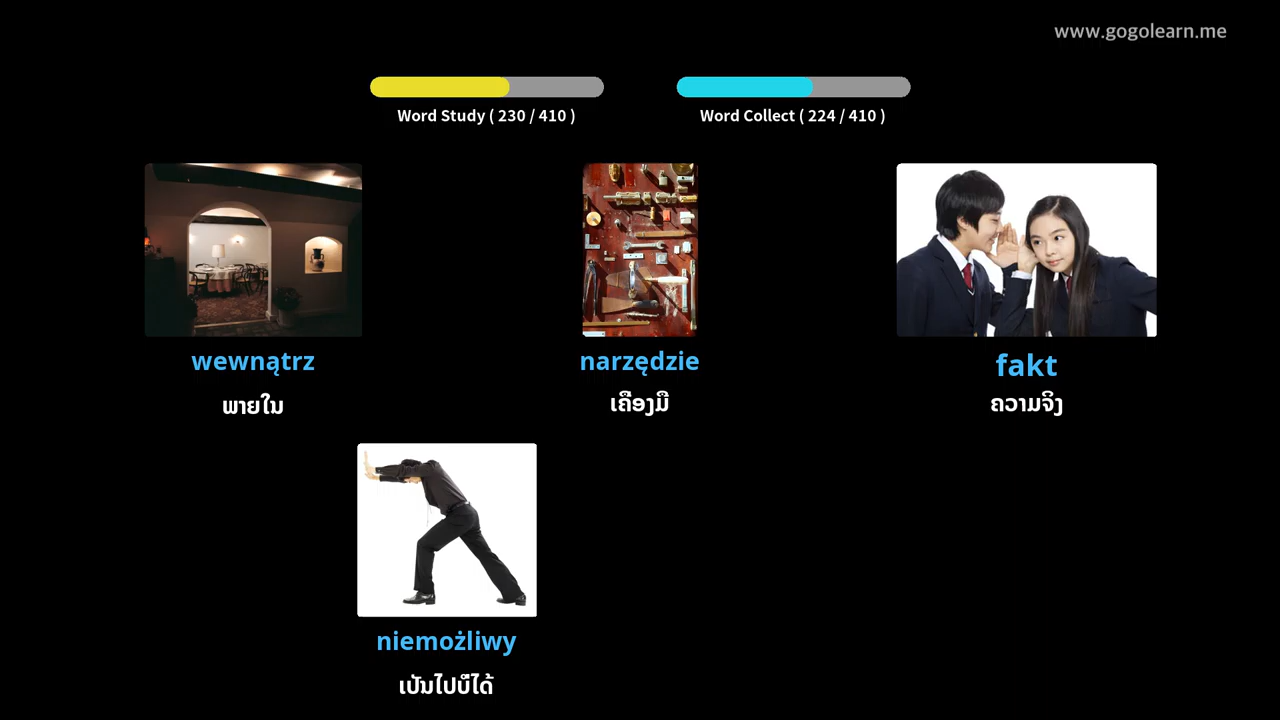 www.gogolearn.me
Word Study ( 230 / 410 )
Word Collect ( 224 / 410 )
wewnątrz
ພາຍໃນ
narzędzie
ເຄື່ອງມື
fakt
ຄວາມຈິງ
niemożliwy
ເປັນໄປບໍ່ໄດ້